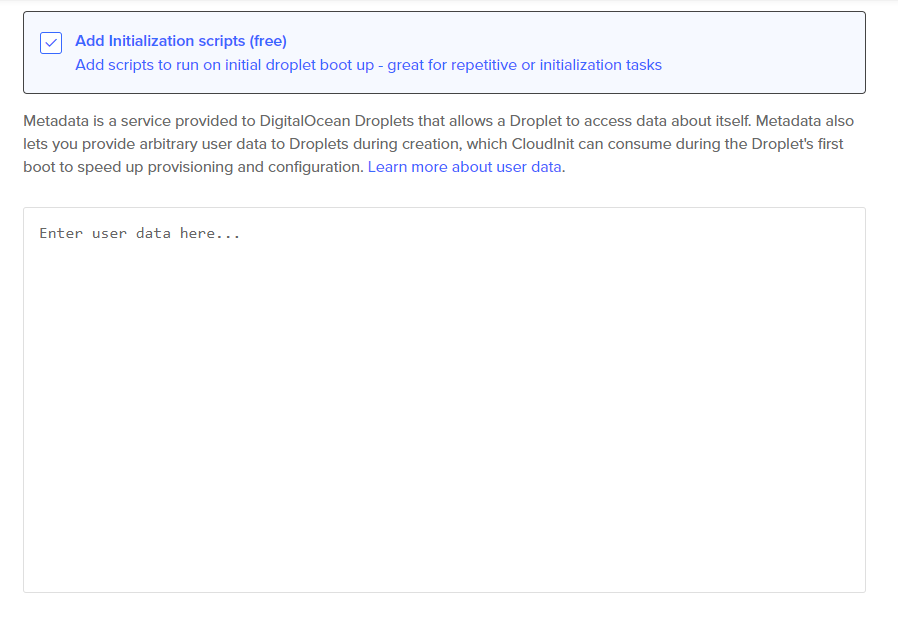 Add Initialization scripts (free)
Add scripts to run on initial droplet boot up - great for repetitive or initialization tasks
Metadata is a service provided to DigitalOcean Droplets that allows a Droplet to access data about itself. Metadata also
lets you provide arbitrary user data to Droplets during creation, which CloudInit can consume during the Droplet's first
boot to speed up provisioning and configuration. Learn more about user data.
Enter user data here...